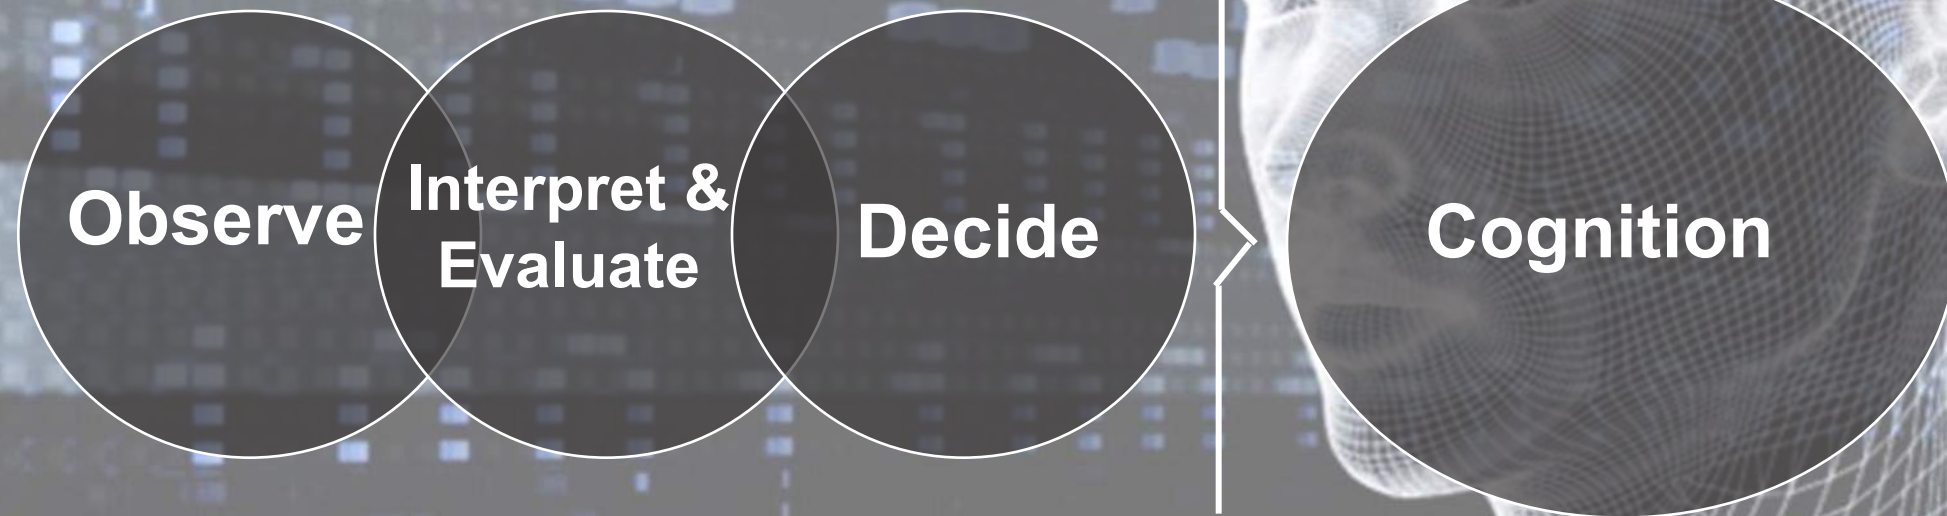 Observe
Interpret &
Evaluate
Decide
Cognition